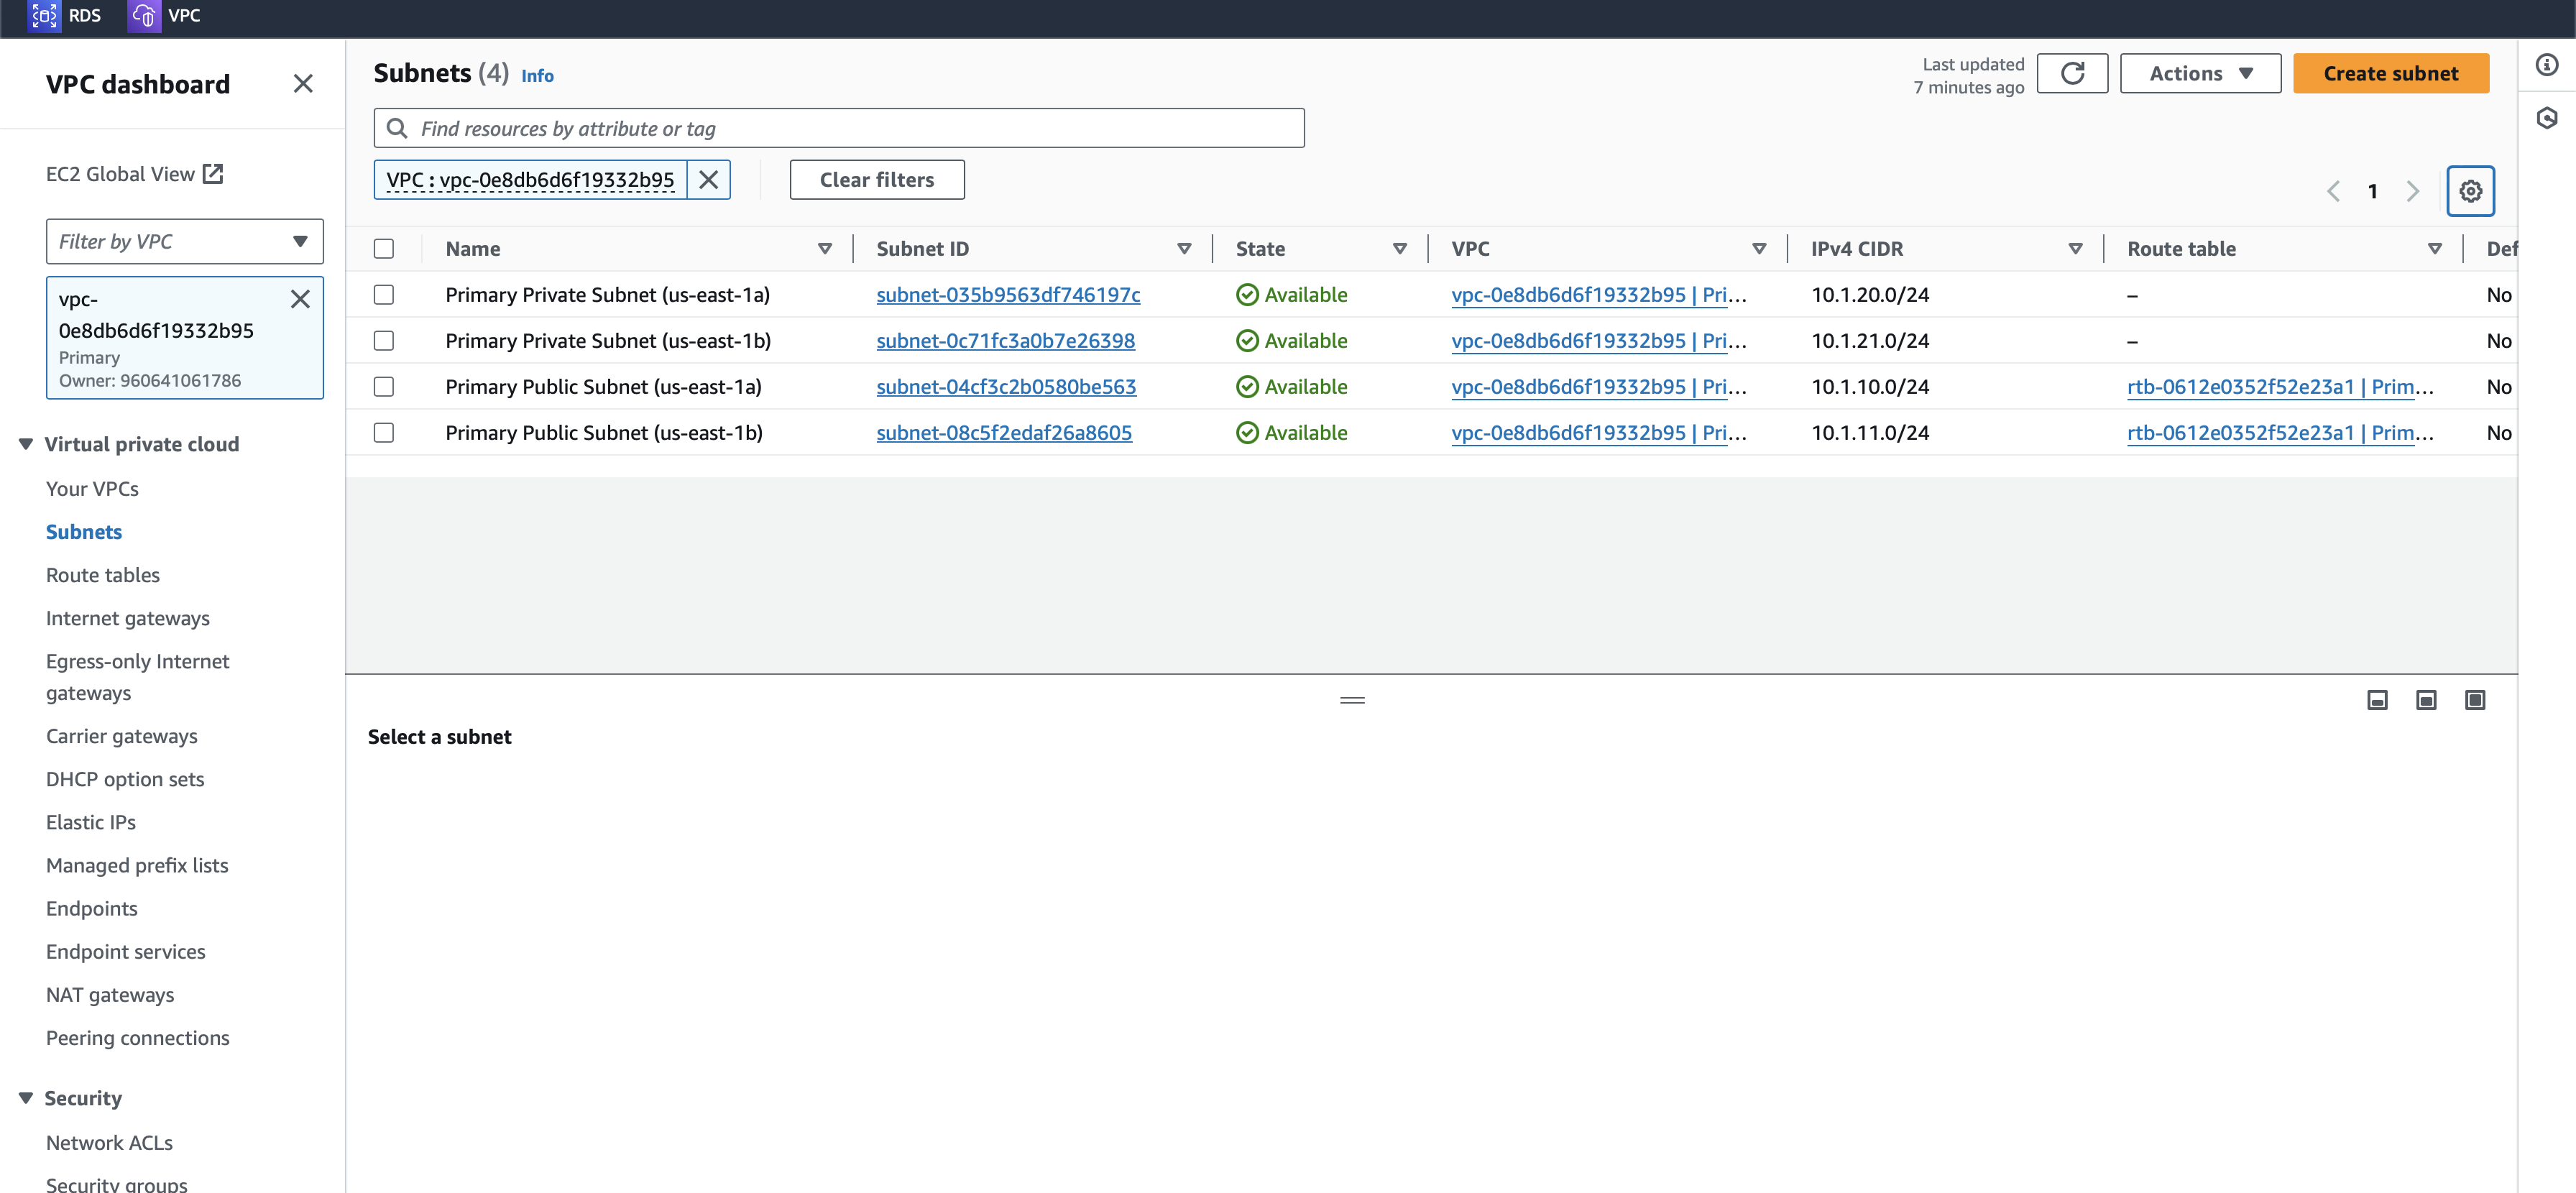 RDS
VPC
VPC dashboard
EC2 Global View
Filter by VPC
vpc-
0e8db6d6f19332b95
Primary
Owner: 960641061786
Virtual private cloud
Your VPCs
Subnets
Route tables
Internet gateways
Egress-only Internet
gateways
Carrier gateways
DHCP option sets
Elastic IPs
Managed prefix lists
Endpoints
Endpoint services
NAT gateways
Peering connections
Security
Network ACLs
Security groups
Subnets (4) Info
Last updated
7 minutes ago
Actions
Create subnet
Find resources by attribute or tag
VPC : vpc-0e8db6d6f19332b95
Clear filters
1
Name Subnet ID State VPC IPv4 CIDR Route table Def
Primary Private Subnet (us-east-1a) subnet-035b9563df746197c Available vpc-0e8db6d6f19332b95 | Pri... 10.1.20.0/24 – No
Primary Private Subnet (us-east-1b) subnet-0c71fc3a0b7e26398 Available vpc-0e8db6d6f19332b95 | Pri... 10.1.21.0/24 – No
Primary Public Subnet (us-east-1a) subnet-04cf3c2b0580be563 Available vpc-0e8db6d6f19332b95 | Pri... 10.1.10.0/24 rtb-0612e0352f52e23a1 | Prim... No
Primary Public Subnet (us-east-1b) subnet-08c5f2edaf26a8605 Available vpc-0e8db6d6f19332b95 | Pri... 10.1.11.0/24 rtb-0612e0352f52e23a1 | Prim... No
Select a subnet